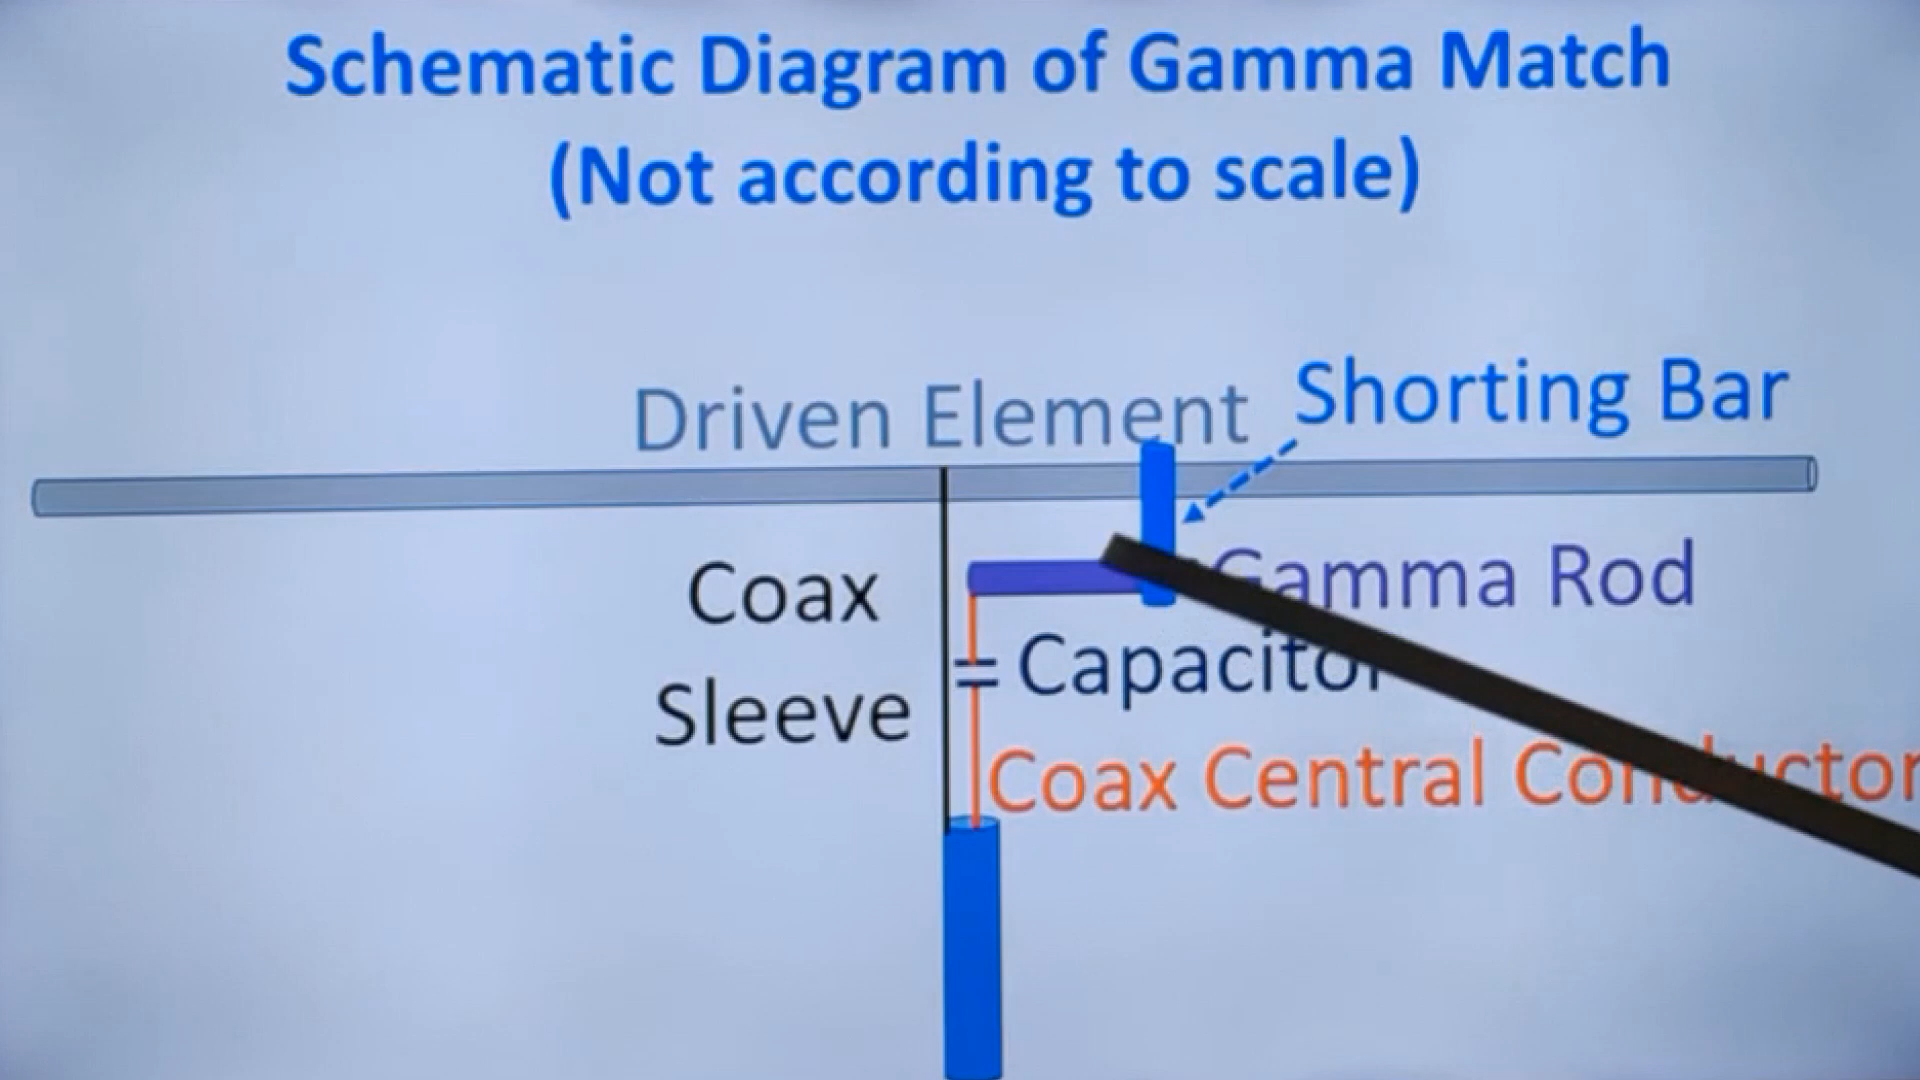 Schematic Diagram of Gamma Match
(Not according to scale)
Driven Element
Shorting Bar
Coax
Sleeve
Gamma Rod
Capacitor
Coax Central Conductor